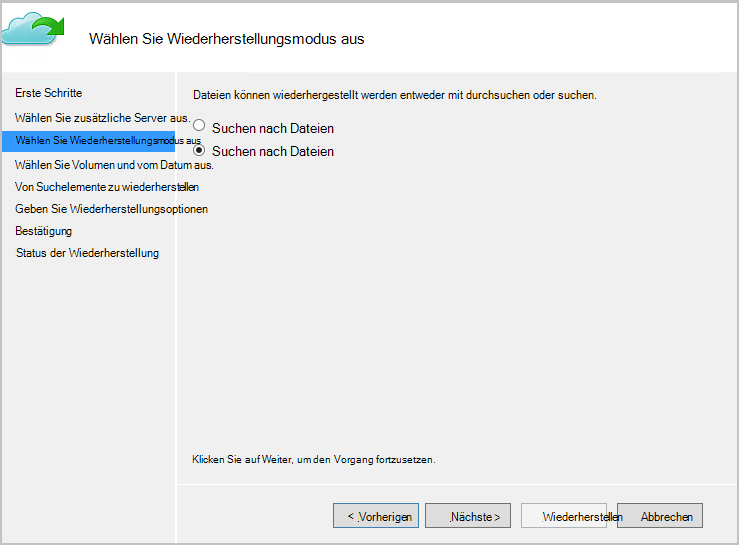 Wählen Sie Wiederherstellungsmodus aus
Erste Schritte
Wählen Sie zusätzliche Server aus.
Wählen Sie Wiederherstellungsmodus aus
Wählen Sie Volumen und vom Datum aus.
Von Suchelemente zu wiederherstellen
Geben Sie Wiederherstellungsoptionen
Bestätigung
Status der Wiederherstellung
Dateien können wiederhergestellt werden entweder mit durchsuchen oder suchen.
Suchen nach Dateien
Suchen nach Dateien
Klicken Sie auf Weiter, um den Vorgang fortzusetzen.
< Vorherigen Nächste > Wiederherstellen Abbrechen